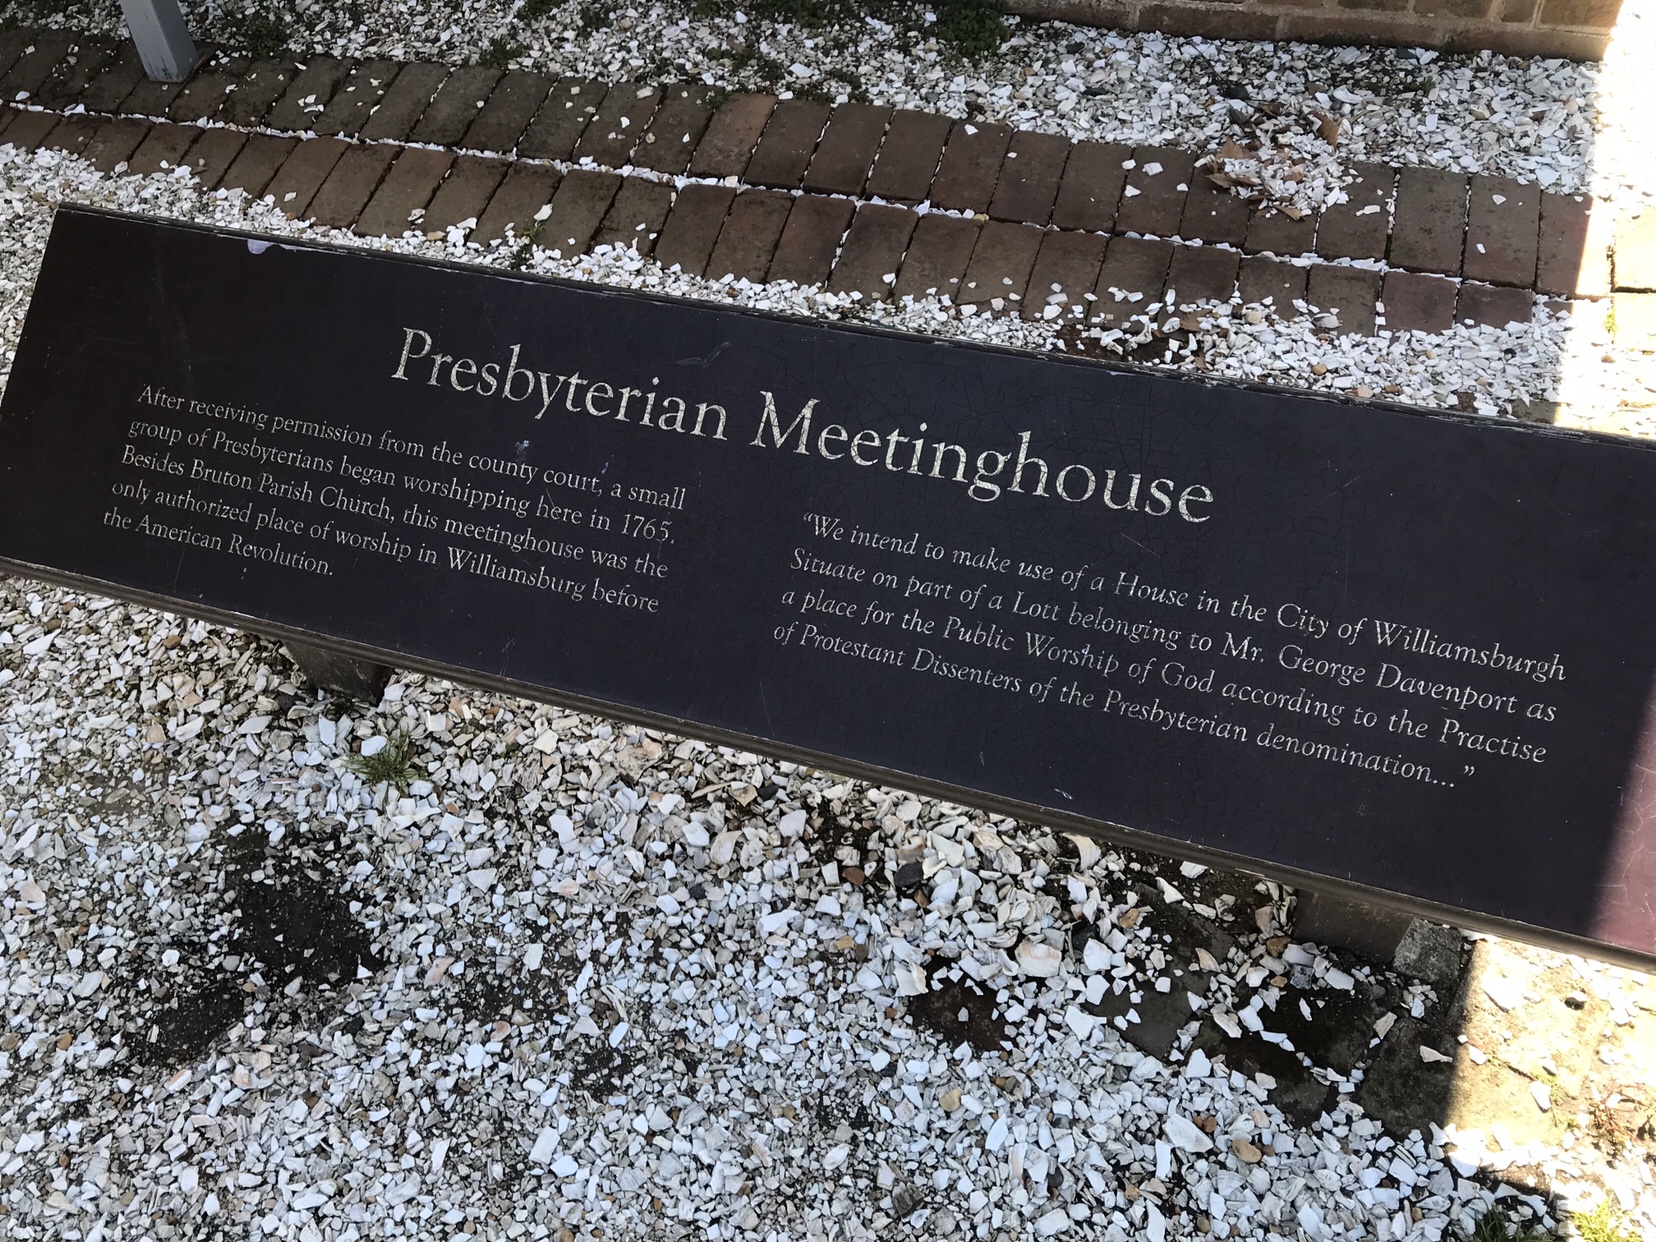 Presbyterian Meetinghouse
After receiving permission from the county court, a small
group of Presbyterians began worshipping here in 1765.
Besides Bruton Parish Church, this meetinghouse was the
only authorized place of worship in Williamsburg before
the American Revolution.
“We intend to make use of a House in the City of Williamsburgh
Situate on part of a Lott belonging to Mr. George Davenport as
a place for the Public Worship of God according to the Practise
of Protestant Dissenters of the Presbyterian denomination...”